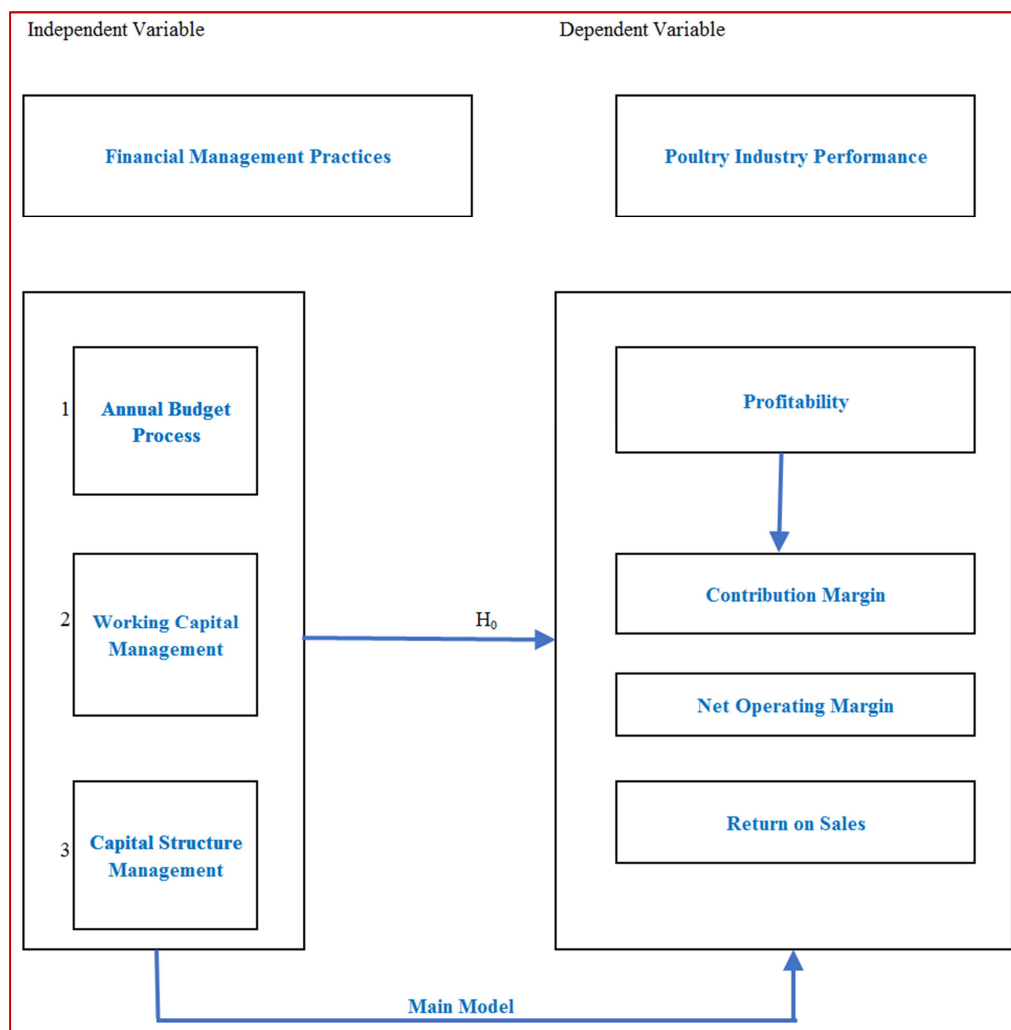 Independent Variable
Dependent Variable
Financial Management Practices
Poultry Industry Performance
1
Annual Budget
Process
2
Working Capital
Management
3
Capital Structure
Management
H₀
Profitability
Contribution Margin
Net Operating Margin
Return on Sales
Main Model